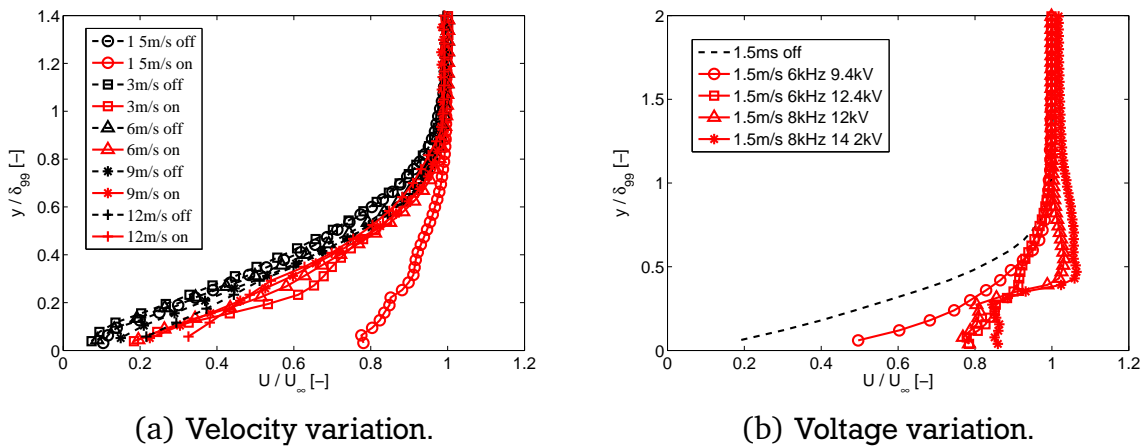 1.4
1.2
1
0.8
0.6
0.4
0.2
0
0 0.2 0.4 0.6 0.8 1 1.2
y / δ99 [–]
U / U∞ [–]
1 5m/s off
1 5m/s on
3m/s off
3m/s on
6m/s off
6m/s on
9m/s off
9m/s on
12m/s off
12m/s on
(a) Velocity variation.
2
1.5
1
0.5
0
0 0.2 0.4 0.6 0.8 1 1.2
y / δ99 [–]
U / U∞ [–]
1.5ms off
1.5m/s 6kHz 9.4kV
1.5m/s 6kHz 12.4kV
1.5m/s 8kHz 12kV
1.5m/s 8kHz 14 2kV
(b) Voltage variation.